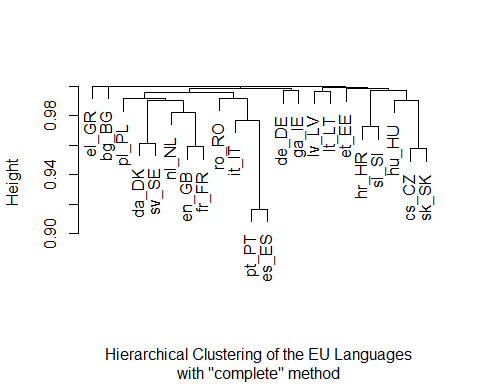 Height
0.98
0.94
0.90
el_GR
bg_BG
pl_PL
da_DK
sv_SE
nl_NL
en_GB
fr_FR
ro_RO
it_IT
pt_PT
es_ES
de_DE
ga_IE
lv_LV
lt_LT
et_EE
hr_HR
sl_SI
hu_HU
cs_CZ
sk_SK
Hierarchical Clustering of the EU Languages
with "complete" method